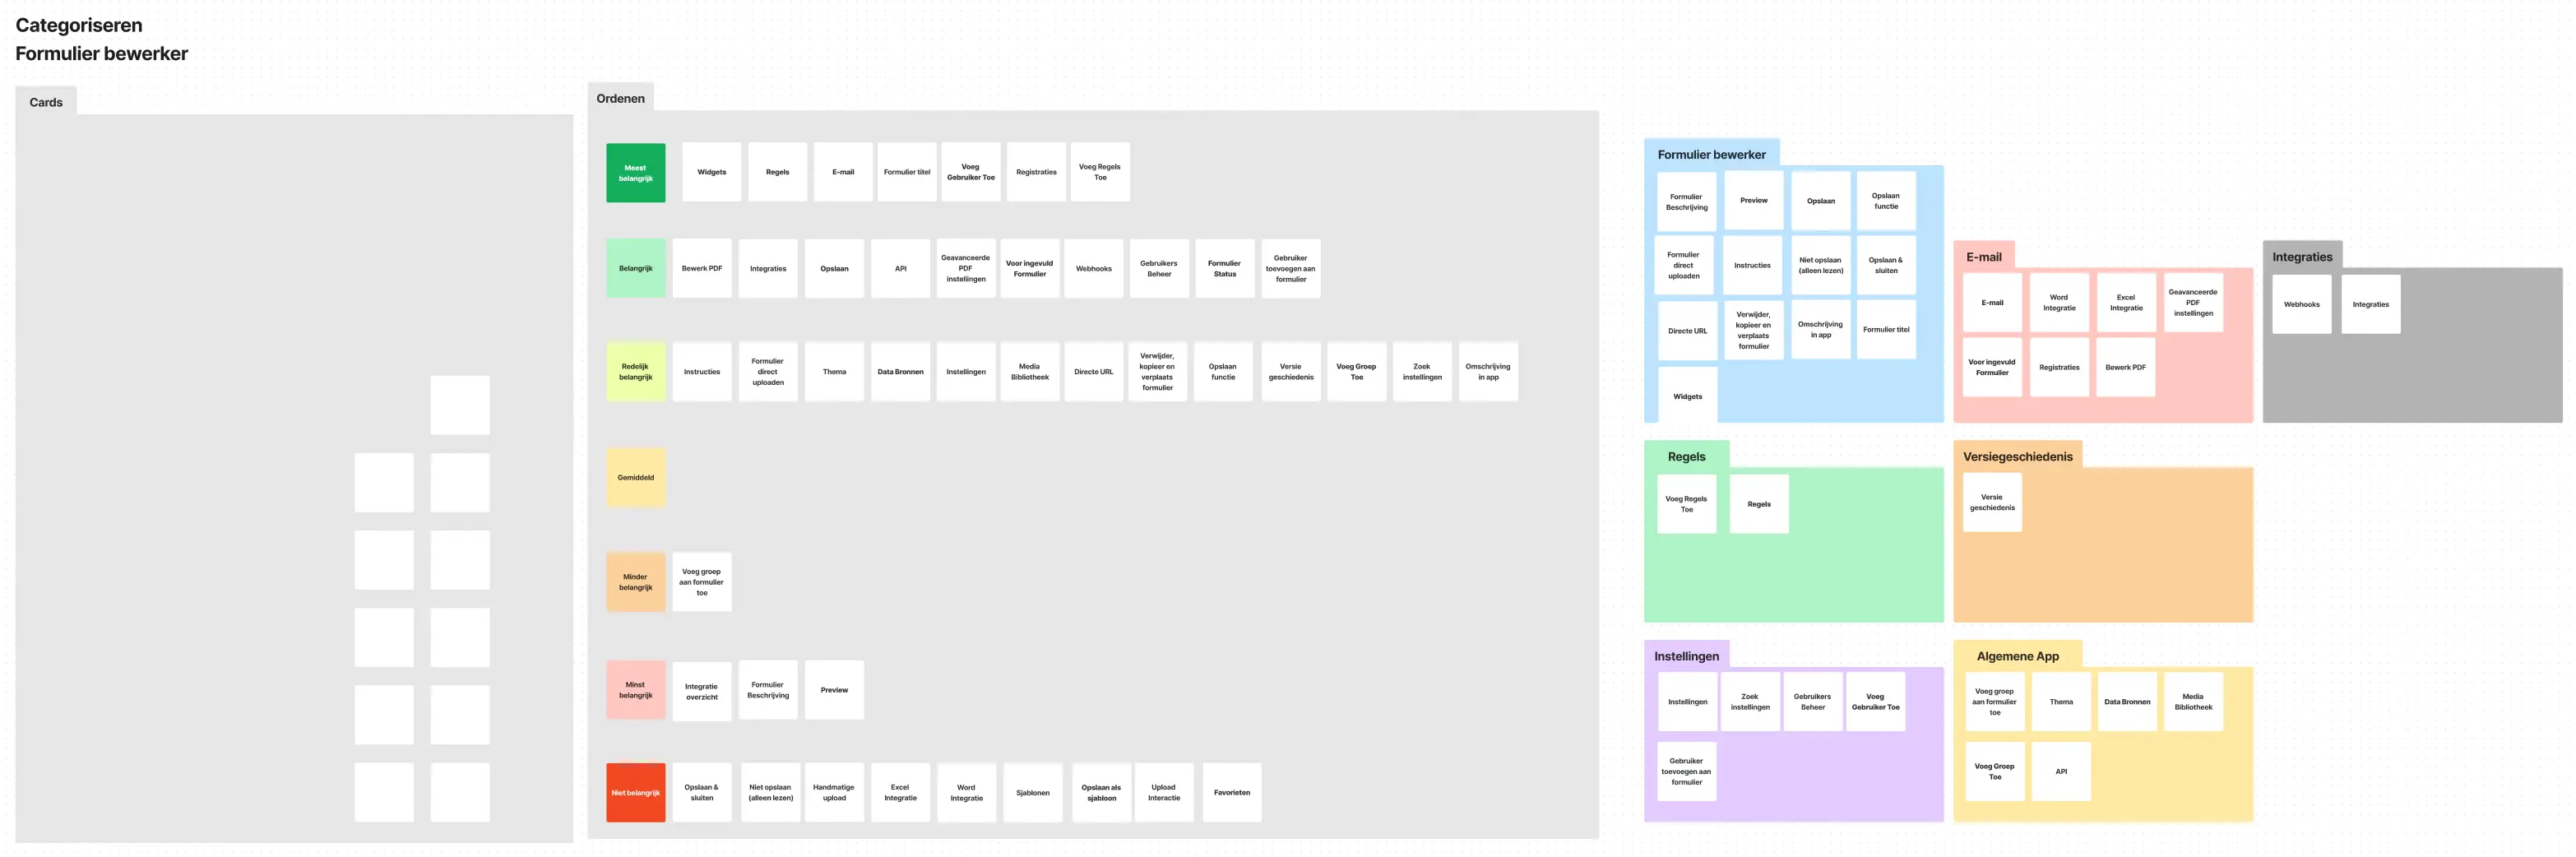 Categoriseren
Formulier bewerker
Cards
Ordenen
Meest
belangrijk
Widgets
Regels
E-mail
Formulier titel
Voeg
Gebruiker Toe
Registraties
Voeg Regels
Toe
Belangrijk
Bewerk PDF
Integraties
Opslaan
API
Geavanceerde
PDF
instellingen
Voor ingevuld
Formulier
Webhooks
Gebruikers
Beheer
Formulier
Status
Gebruiker
toevoegen aan
formulier
Redelijk
belangrijk
Instructies
Formulier
direct
uploaden
Thema
Data Bronnen
Instellingen
Media
Bibliotheek
Directe URL
Verwijder,
kopieer en
verplaats
formulier
Opslaan
functie
Versie
geschiedenis
Voeg Groep
Toe
Zoek
instellingen
Omschrijving
in app
Gemiddeld
Minder
belangrijk
Voeg groep
aan formulier
toe
Minst
belangrijk
Integratie
overzicht
Formulier
Beschrijving
Preview
Niet belangrijk
Opslaan &
sluiten
Niet opslaan
(alleen lezen)
Handmatige
upload
Excel
Integratie
Word
Integratie
Sjablonen
Opslaan als
sjabloon
Upload
Interactie
Favorieten
Formulier bewerker
Formulier
Beschrijving
Preview
Opslaan
Opslaan
functie
Formulier
direct
uploaden
Instructies
Niet opslaan
(alleen lezen)
Opslaan &
sluiten
Directe URL
Verwijder,
kopieer en
verplaats
formulier
Omschrijving
in app
Formulier titel
Widgets
E-mail
E-mail
Word
Integratie
Excel
Integratie
Geavanceerde
PDF
instellingen
Voor ingevuld
Formulier
Registraties
Bewerk PDF
Integraties
Webhooks
Integraties
Regels
Voeg Regels
Toe
Regels
Versiegeschiedenis
Versie
geschiedenis
Instellingen
Instellingen
Zoek
instellingen
Gebruikers
Beheer
Voeg
Gebruiker Toe
Gebruiker
toevoegen aan
formulier
Algemene App
Voeg groep
aan formulier
toe
Thema
Data Bronnen
Media
Bibliotheek
Voeg Groep
Toe
API